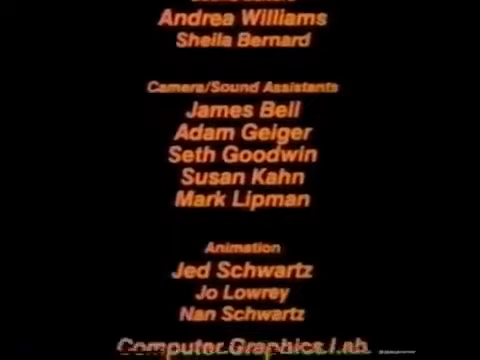 Andrea Williams
Sheila Bernard
Camera/Sound Assistants
James Bell
Adam Geiger
Seth Goodwin
Susan Kahn
Mark Lipman
Animation
Jed Schwartz
Jo Lowrey
Nan Schwartz
Computer Graphics Lab